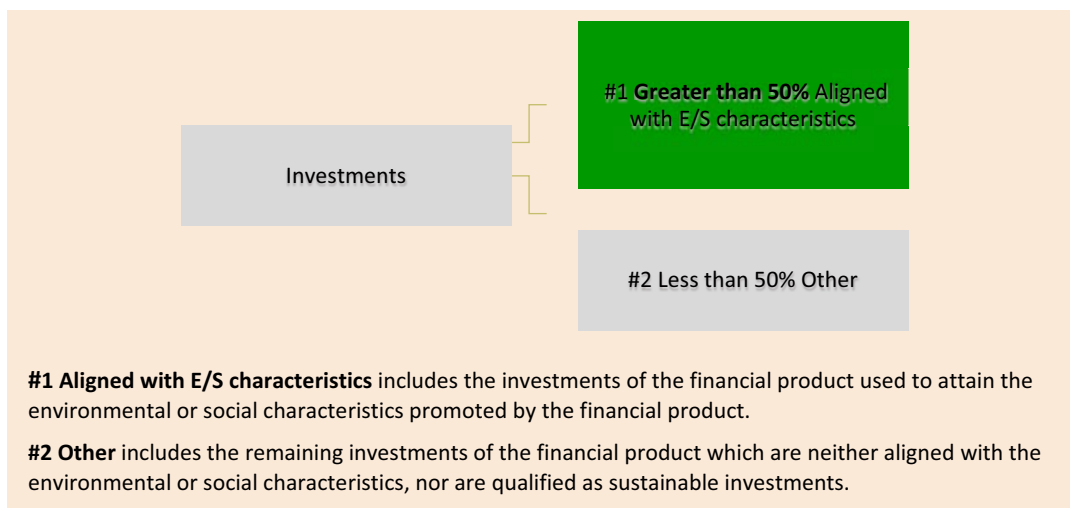 #1 Greater than 50% Aligned
with E/S characteristics
Investments
#2 Less than 50% Other
#1 Aligned with E/S characteristics includes the investments of the financial product used to attain the
environmental or social characteristics promoted by the financial product.
#2 Other includes the remaining investments of the financial product which are neither aligned with the
environmental or social characteristics, nor are qualified as sustainable investments.